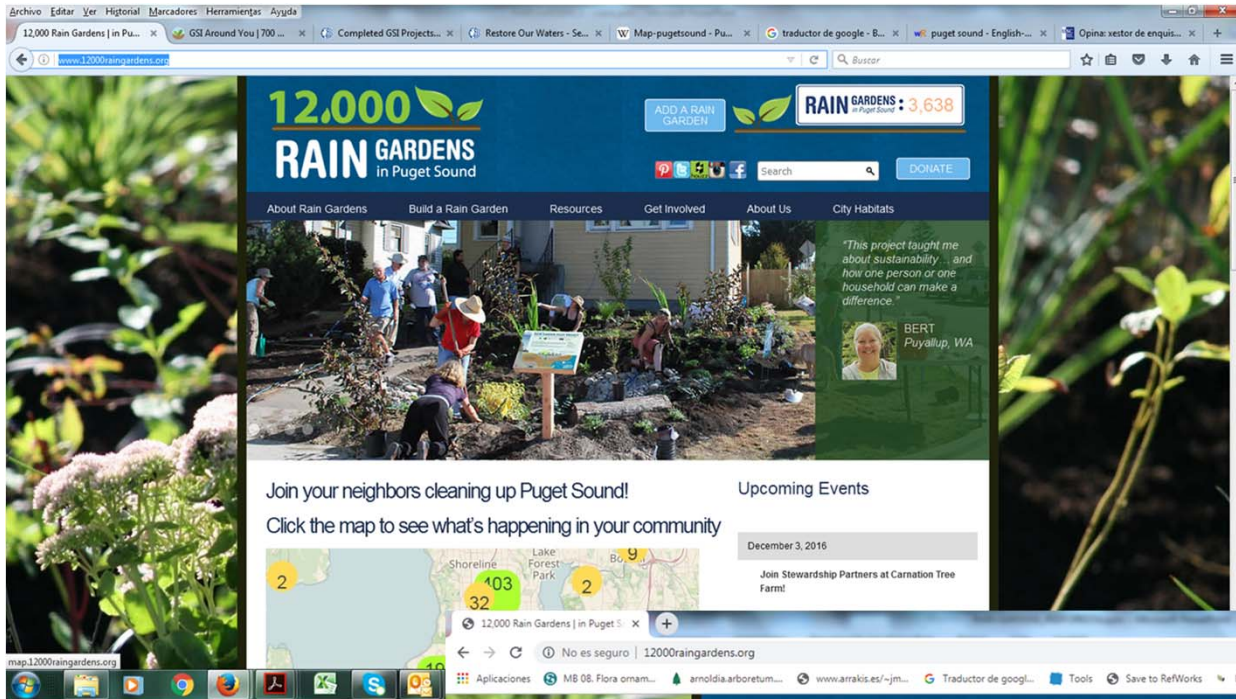 Archivo Editar Ver Historial Marcadores Herramientas Ayuda
12,000 Rain Gardens | in Pu... GSI Around You | 700 ... Completed GSI Projects... Restore Our Waters - Se... Map-pugetsound - Pu... traductor de google - B... puget sound - English-... Opina: xestor de enquis...
www.12000raingardens.org Buscar
12,000
RAIN GARDENS
in Puget Sound
ADD A RAIN
GARDEN
RAIN GARDENS in Puget Sound : 3,638
Search
DONATE
About Rain Gardens Build a Rain Garden Resources Get Involved About Us City Habitats
"This project taught me
about sustainability... and
how one person or one
household can make a
difference."
BERT
Puyallup, WA
Join your neighbors cleaning up Puget Sound!
Click the map to see what's happening in your community
Upcoming Events
December 3, 2016
Join Stewardship Partners at Carnation Tree
Farm!
2
Shoreline
Lake
Forest
Park
9
403
32
2
map.12000raingardens.org
12,000 Rain Gardens | in Puget S
No es seguro | 12000raingardens.org
Aplicaciones MB 08. Flora ornam... arnoldia.arboretum.... www.arrakis.es/~jm... Traductor de googl... Tools Save to RefWorks